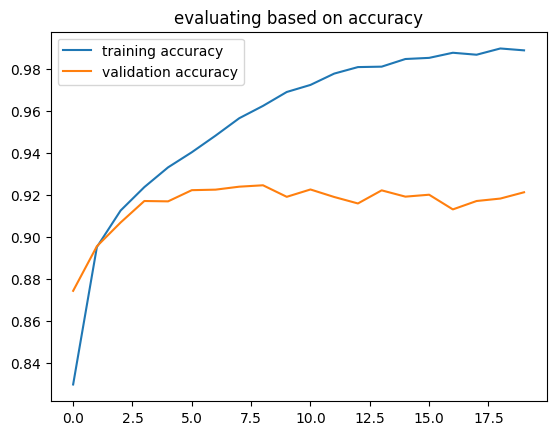 evaluating based on accuracy
training accuracy
validation accuracy
0.98
0.96
0.94
0.92
0.90
0.88
0.86
0.84
0.0 2.5 5.0 7.5 10.0 12.5 15.0 17.5